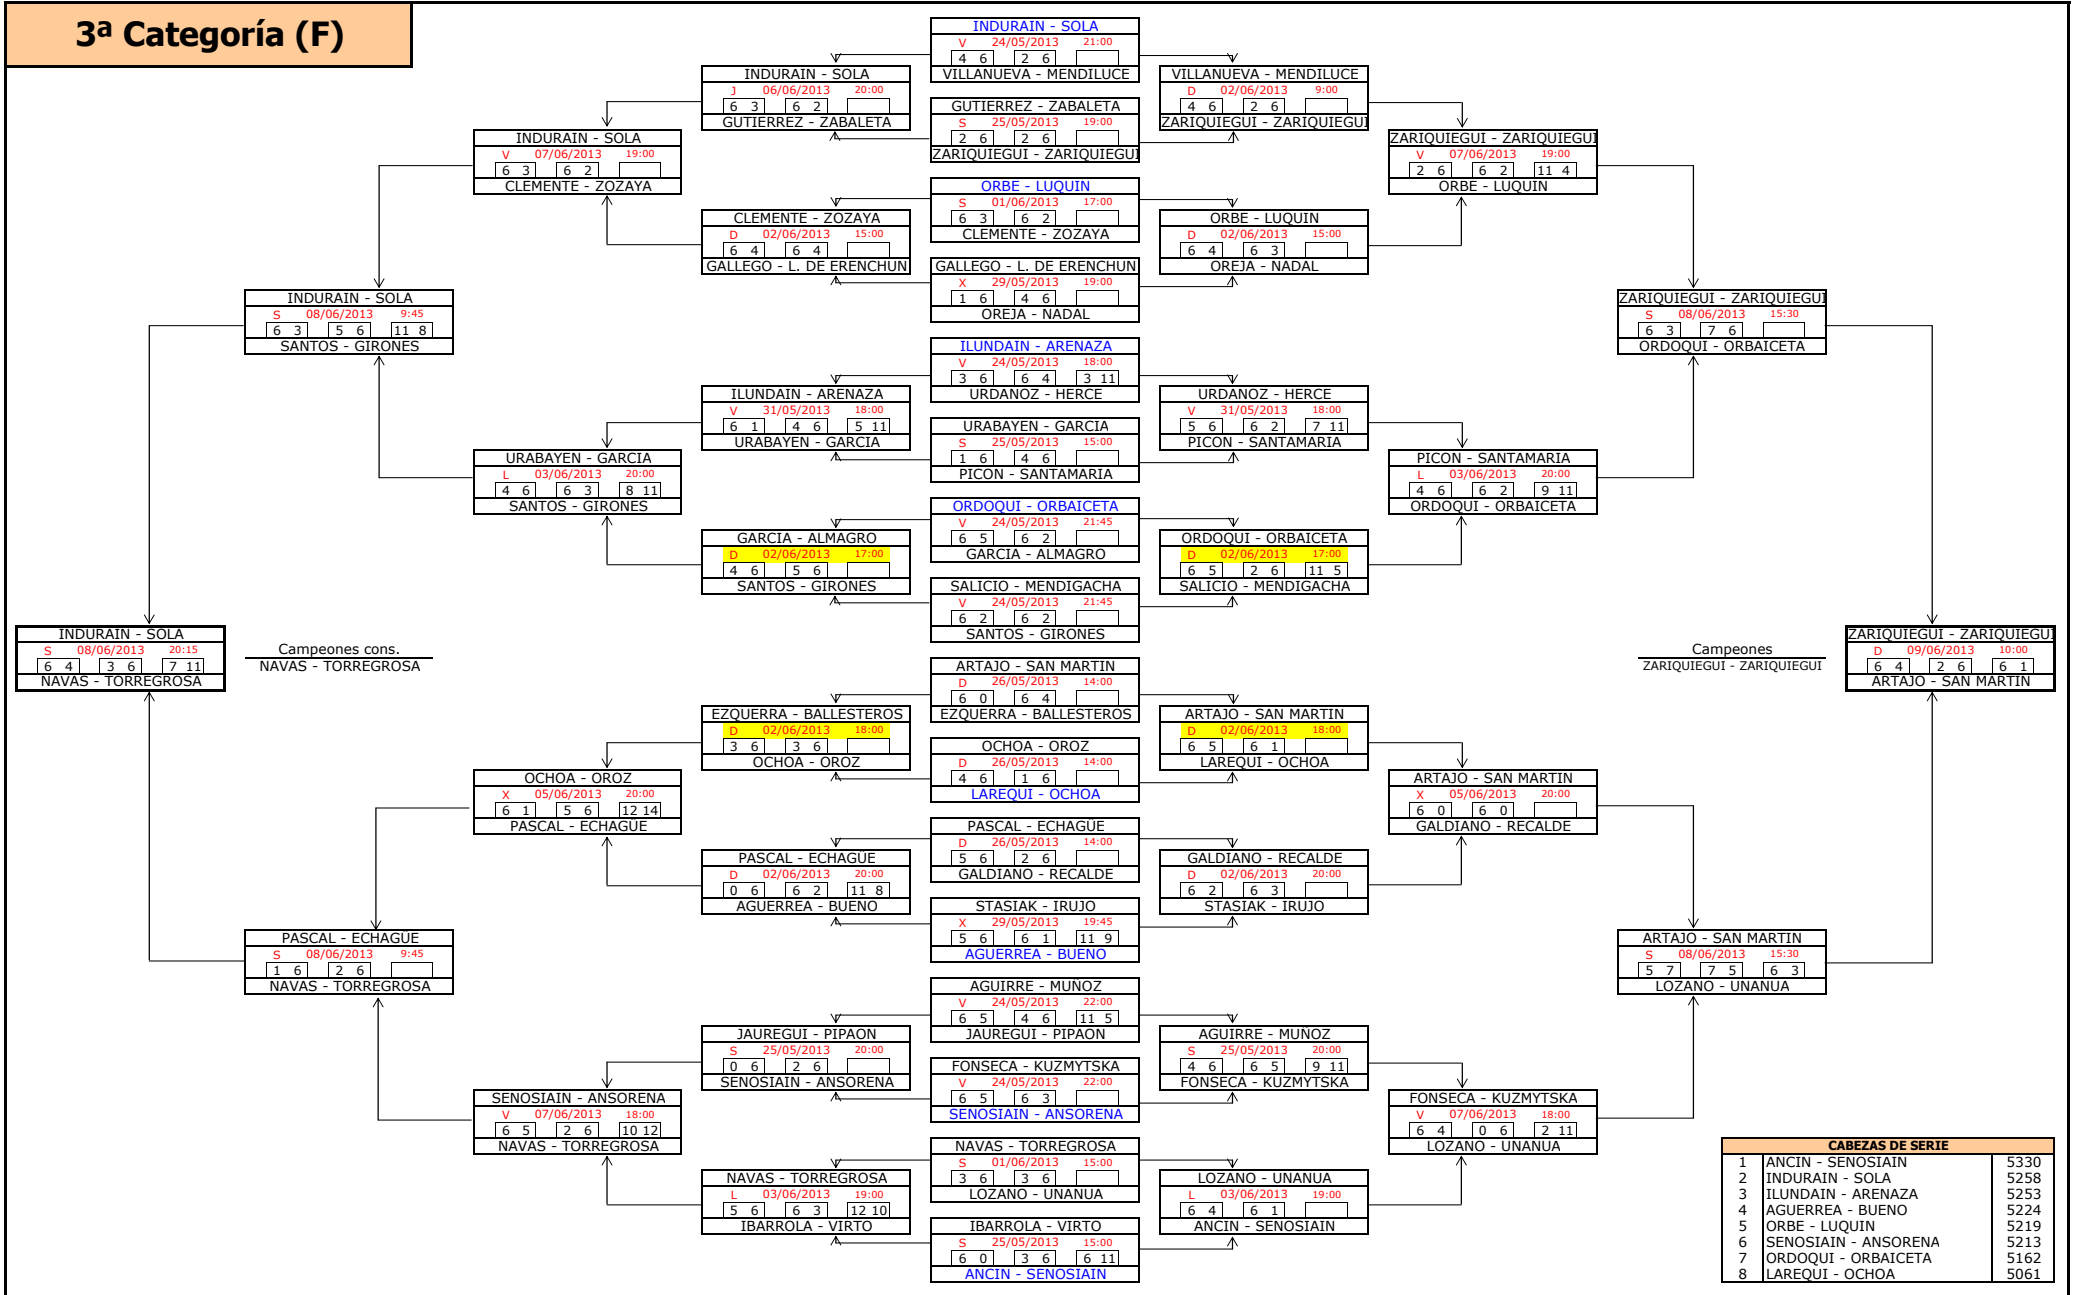 3ª Categoría (F)
INDURAIN - SOLA
V 24/05/2013 21:00
4 6 2 6
VILLANUEVA - MENDILUCE
GUTIERREZ - ZABALETA
S 25/05/2013 19:00
2 6 2 6
ZARIQUIEGUI - ZARIQUIEGUI
ORBE - LUQUIN
S 01/06/2013 17:00
6 3 6 2
CLEMENTE - ZOZAYA
GALLEGO - L. DE ERENCHUN
X 29/05/2013 19:00
1 6 4 6
OREJA - NADAL
ILUNDAIN - ARENAZA
V 24/05/2013 18:00
3 6 6 4 3 11
URDANOZ - HERCE
URABAYEN - GARCIA
S 25/05/2013 15:00
1 6 4 6
PICON - SANTAMARIA
ORDOQUI - ORBAICETA
V 24/05/2013 21:45
6 5 6 2
GARCIA - ALMAGRO
SALICIO - MENDIGACHA
V 24/05/2013 21:45
6 2 6 2
SANTOS - GIRONES
ARTAJO - SAN MARTIN
D 26/05/2013 14:00
6 0 6 4
EZQUERRA - BALLESTEROS
OCHOA - OROZ
D 26/05/2013 14:00
4 6 1 6
LAREQUI - OCHOA
PASCAL - ECHAGÜE
D 26/05/2013 14:00
5 6 2 6
GALDIANO - RECALDE
STASIAK - IRUJO
X 29/05/2013 19:45
5 6 6 1 11 9
AGUERREA - BUENO
AGUIRRE - MUÑOZ
V 24/05/2013 22:00
6 5 4 6 11 5
JAUREGUI - PIPAON
FONSECA - KUZMYTSKA
V 24/05/2013 22:00
6 5 6 3
SENOSIAIN - ANSORENA
NAVAS - TORREGROSA
S 01/06/2013 15:00
3 6 3 6
LOZANO - UNANUA
IBARROLA - VIRTO
S 25/05/2013 15:00
6 0 3 6 6 11
ANCIN - SENOSIAIN
INDURAIN - SOLA
J 06/06/2013 20:00
6 3 6 2
GUTIERREZ - ZABALETA
CLEMENTE - ZOZAYA
D 02/06/2013 15:00
6 4 6 4
GALLEGO - L. DE ERENCHUN
ILUNDAIN - ARENAZA
V 31/05/2013 18:00
6 1 4 6 5 11
URABAYEN - GARCIA
GARCIA - ALMAGRO
D 02/06/2013 17:00
4 6 5 6
SANTOS - GIRONES
EZQUERRA - BALLESTEROS
D 02/06/2013 18:00
3 6 3 6
OCHOA - OROZ
PASCAL - ECHAGÜE
D 02/06/2013 20:00
0 6 6 2 11 8
AGUERREA - BUENO
JAUREGUI - PIPAON
S 25/05/2013 20:00
0 6 2 6
SENOSIAIN - ANSORENA
NAVAS - TORREGROSA
L 03/06/2013 19:00
5 6 6 3 12 10
IBARROLA - VIRTO
INDURAIN - SOLA
V 07/06/2013 19:00
6 3 6 2
CLEMENTE - ZOZAYA
URABAYEN - GARCIA
L 03/06/2013 20:00
4 6 6 3 8 11
SANTOS - GIRONES
OCHOA - OROZ
X 05/06/2013 20:00
6 1 5 6 12 14
PASCAL - ECHAGÜE
SENOSIAIN - ANSORENA
V 07/06/2013 18:00
6 5 2 6 10 12
NAVAS - TORREGROSA
INDURAIN - SOLA
S 08/06/2013 9:45
6 3 5 6 11 8
SANTOS - GIRONES
PASCAL - ECHAGÜE
S 08/06/2013 9:45
1 6 2 6
NAVAS - TORREGROSA
INDURAIN - SOLA
S 08/06/2013 20:15
6 4 3 6 7 11
NAVAS - TORREGROSA
Campeones cons.
NAVAS - TORREGROSA
VILLANUEVA - MENDILUCE
D 02/06/2013 9:00
4 6 2 6
ZARIQUIEGUI - ZARIQUIEGUI
ORBE - LUQUIN
D 02/06/2013 15:00
6 4 6 3
OREJA - NADAL
URDANOZ - HERCE
V 31/05/2013 18:00
5 6 6 2 7 11
PICON - SANTAMARIA
ORDOQUI - ORBAICETA
D 02/06/2013 17:00
6 5 2 6 11 5
SALICIO - MENDIGACHA
ARTAJO - SAN MARTIN
D 02/06/2013 18:00
6 5 6 1
LAREQUI - OCHOA
GALDIANO - RECALDE
D 02/06/2013 20:00
6 2 6 3
STASIAK - IRUJO
AGUIRRE - MUÑOZ
S 25/05/2013 20:00
4 6 6 5 9 11
FONSECA - KUZMYTSKA
LOZANO - UNANUA
L 03/06/2013 19:00
6 4 6 1
ANCIN - SENOSIAIN
ZARIQUIEGUI - ZARIQUIEGUI
V 07/06/2013 19:00
2 6 6 2 11 4
ORBE - LUQUIN
PICON - SANTAMARIA
L 03/06/2013 20:00
4 6 6 2 9 11
ORDOQUI - ORBAICETA
ARTAJO - SAN MARTIN
X 05/06/2013 20:00
6 0 6 0
GALDIANO - RECALDE
FONSECA - KUZMYTSKA
V 07/06/2013 18:00
6 4 0 6 2 11
LOZANO - UNANUA
ZARIQUIEGUI - ZARIQUIEGUI
S 08/06/2013 15:30
6 3 7 6
ORDOQUI - ORBAICETA
ARTAJO - SAN MARTIN
S 08/06/2013 15:30
5 7 7 5 6 3
LOZANO - UNANUA
Campeones
ZARIQUIEGUI - ZARIQUIEGUI
ZARIQUIEGUI - ZARIQUIEGUI
D 09/06/2013 10:00
6 4 2 6 6 1
ARTAJO - SAN MARTIN
CABEZAS DE SERIE
1 ANCIN - SENOSIAIN 5330
2 INDURAIN - SOLA 5258
3 ILUNDAIN - ARENAZA 5253
4 AGUERREA - BUENO 5224
5 ORBE - LUQUIN 5219
6 SENOSIAIN - ANSORENA 5213
7 ORDOQUI - ORBAICETA 5162
8 LAREQUI - OCHOA 5061